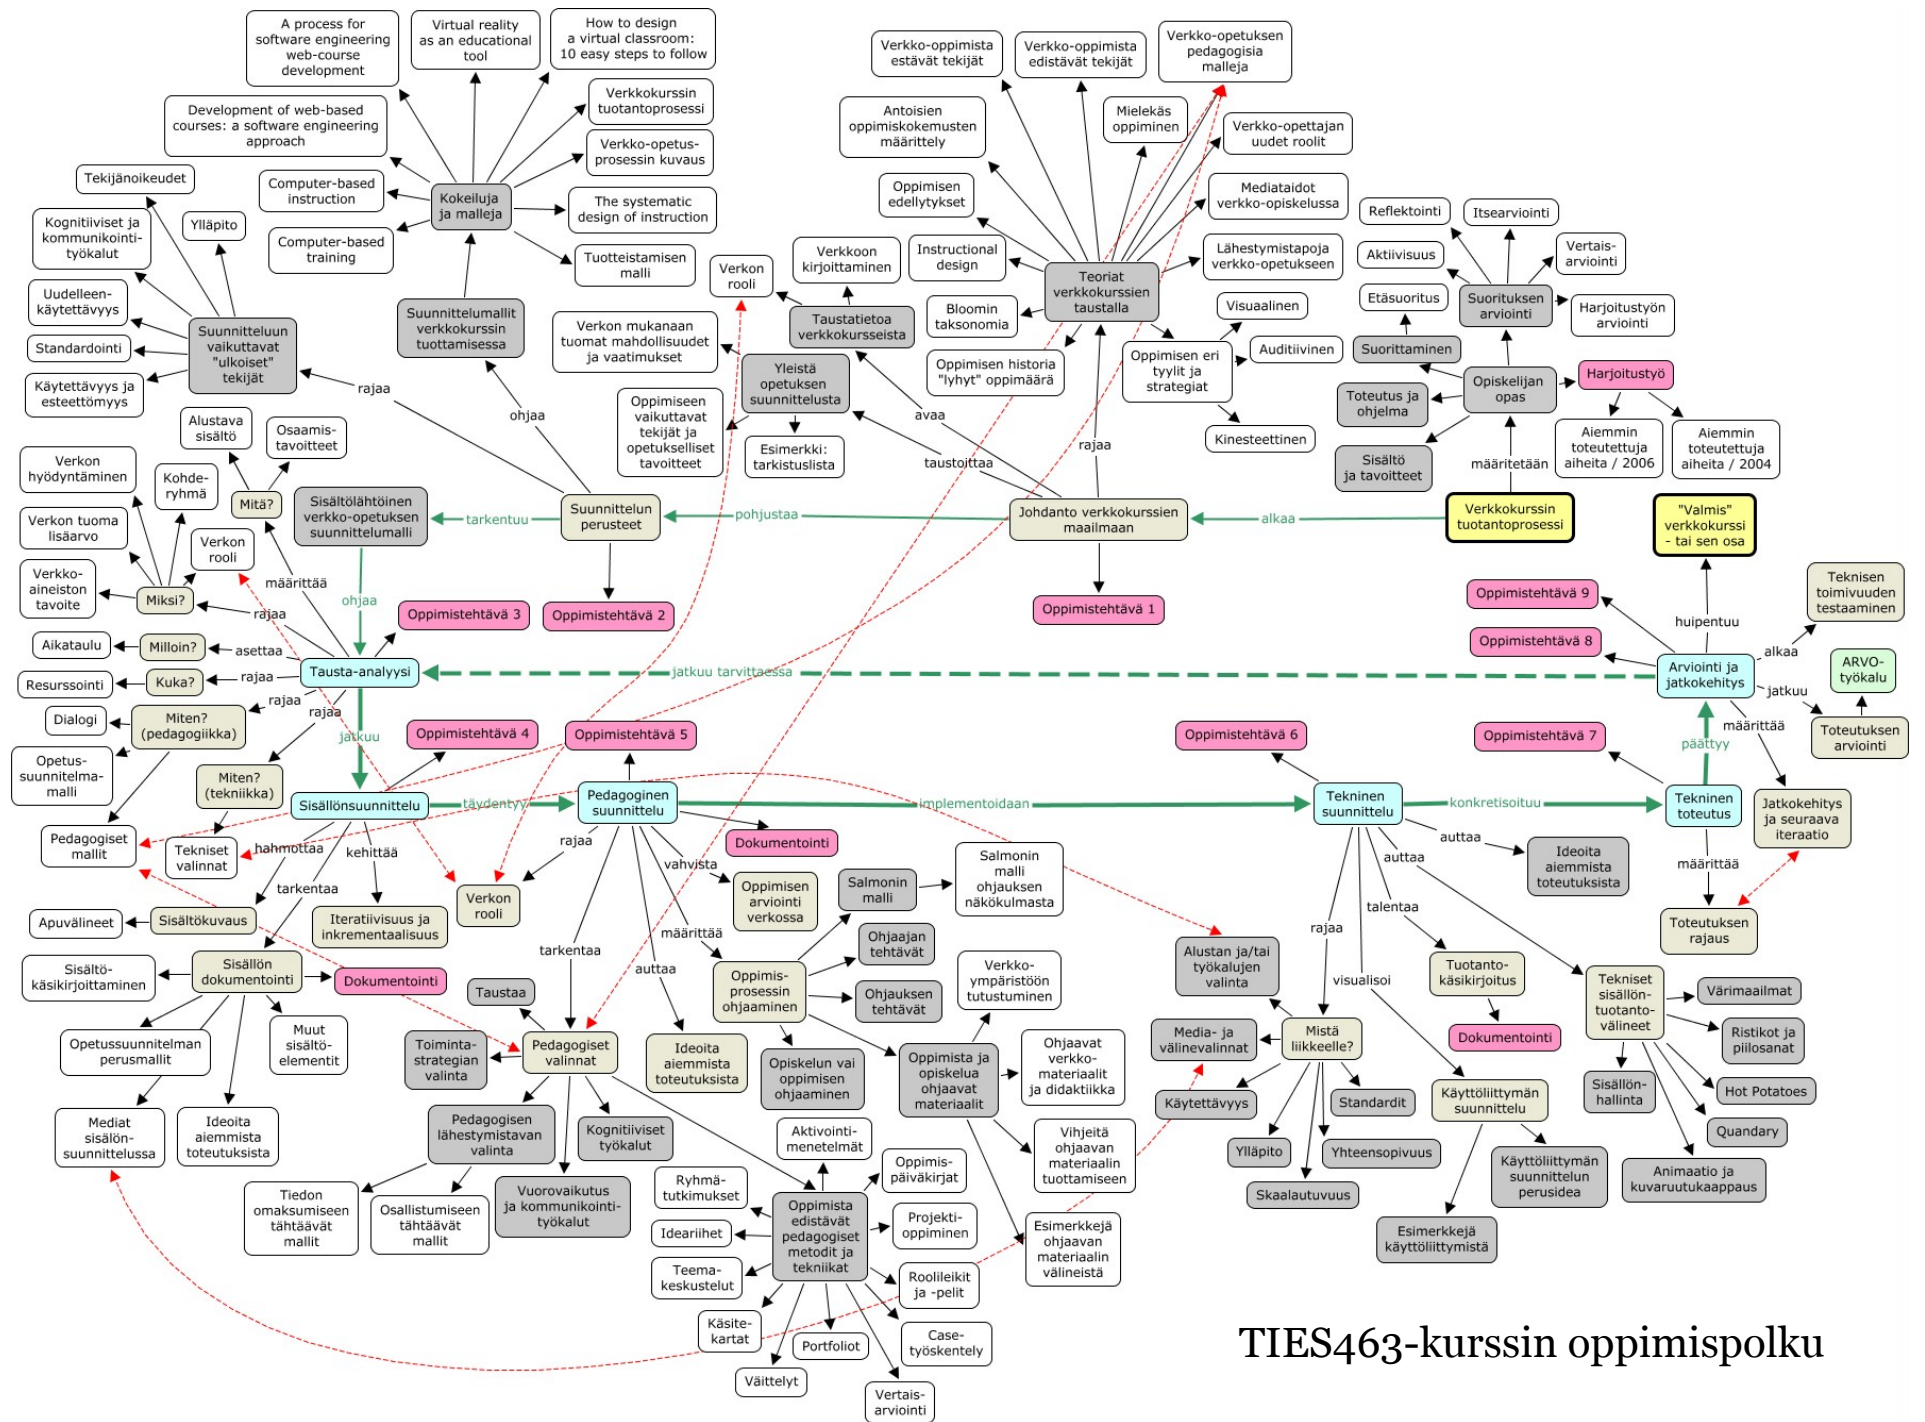 A process for
software engineering
web-course
development
Virtual reality
as an educational
tool
How to design
a virtual classroom:
10 easy steps to follow
Verkko-oppimista
estävät tekijät
Verkko-oppimista
edistävät tekijät
Verkko-opetuksen
pedagogisia
malleja
Development of web-based
courses: a software engineering
approach
Verkkokurssin
tuotantoprosessi
Verkko-opetus-
prosessin kuvaus
Antoisien
oppimiskokemusten
määrittely
Mielekäs
oppiminen
Verkko-opettajan
uudet roolit
Tekijänoikeudet
Computer-based
instruction
Kokeiluja
ja malleja
The systematic
design of instruction
Oppimisen
edellytykset
Mediataidot
verkko-opiskelussa
Reflektointi
Itsearviointi
Kognitiiviset ja
kommunikointi-
työkalut
Ylläpito
Computer-based
training
Tuotteistamisen
malli
Verkon
rooli
Verkkoon
kirjoittaminen
Instructional
design
Lähestymistapoja
verkko-opetukseen
Aktiivisuus
Vertais-
arviointi
Teoriat
verkkokurssien
taustalla
Uudelleen-
käytettävyys
Suunnitteluun
vaikuttavat
"ulkoiset"
tekijät
Suunnittelumallit
verkkokurssin
tuottamisessa
Verkon mukanaan
tuomat mahdollisuudet
ja vaatimukset
Taustatietoa
verkkokursseista
Bloomin
taksonomia
Visuaalinen
Etäsuoritus
Suorituksen
arviointi
Harjoitustyön
arviointi
Standardointi
Käytettävyys ja
esteettömyys
rajaa
ohjaa
Yleistä
opetuksen
suunnittelusta
Oppimisen historia
"lyhyt" oppimäärä
Oppimisen eri
tyylit ja
strategiat
Auditiivinen
Suorittaminen
Opiskelijan
opas
Harjoitustyö
Alustava
sisältö
Osaamis-
tavoitteet
Oppimiseen
vaikuttavat
tekijät ja
opetukselliset
tavoitteet
Esimerkki:
tarkistuslista
avaa
taustoittaa
rajaa
Kinesteettinen
Toteutus ja
ohjelma
Sisältö
ja tavoitteet
määritetään
Aiemmin
toteutettuja
aiheita / 2006
Aiemmin
toteutettuja
aiheita / 2004
Verkon
hyödyntäminen
Kohde-
ryhmä
Mitä?
Sisältölähtöinen
verkko-opetuksen
suunnittelumalli
tarkentuu
Suunnittelun
perusteet
pohjustaa
Johdanto verkkokurssien
maailmaan
alkaa
Verkkokurssin
tuotantoprosessi
"Valmis"
verkkokurssi
- tai sen osa
Verkon tuoma
lisäarvo
Verkon
rooli
Verkko-
aineiston
tavoite
Miksi?
määrittää
rajaa
ohjaa
Oppimistehtävä 3
Oppimistehtävä 2
Oppimistehtävä 1
Oppimistehtävä 9
Oppimistehtävä 8
huipentuu
Teknisen
toimivuuden
testaaminen
Aikataulu
Milloin?
asettaa
Resurssointi
Kuka?
rajaa
Tausta-analyysi
jatkuu tarvittaessa
Arviointi ja
jatkokehitys
alkaa
jatkuu
ARVO-
työkalu
Dialogi
Miten?
(pedagogiikka)
rajaa
rajaa
jatkuu
Oppimistehtävä 4
Oppimistehtävä 5
Oppimistehtävä 6
Oppimistehtävä 7
päättyy
määrittää
Toteutuksen
arviointi
Opetus-
suunnitelma-
malli
Miten?
(tekniikka)
Sisällönsuunnittelu
täydentyy
Pedagoginen
suunnittelu
implementoidaan
Tekninen
suunnittelu
konkretisoituu
Tekninen
toteutus
Jatkokehitys
ja seuraava
iteraatio
Pedagogiset
mallit
Tekniset
valinnat
hahmottaa
tarkentaa
kehittää
rajaa
vahvista
Dokumentointi
Salmonin
malli
ohjauksen
näkökulmasta
auttaa
auttaa
Ideoita
aiemmista
toteutuksista
määrittää
Apuvälineet
Sisältökuvaus
Iteratiivisuus ja
inkrementaalisuus
Verkon
rooli
Oppimisen
arviointi
verkossa
Salmonin
malli
talentaa
rajaa
Toteutuksen
rajaus
Sisältö-
käsikirjoittaminen
Sisällön
dokumentointi
Dokumentointi
tarkentaa
auttaa
määrittää
Oppimis-
prosessin
ohjaaminen
Ohjaajan
tehtävät
Ohjauksen
tehtävät
Verkko-
ympäristöön
tutustuminen
Alustan ja/tai
työkalujen
valinta
visualisoi
Tuotanto-
käsikirjoitus
Tekniset
sisällön-
tuotanto-
välineet
Värimaailmat
Ristikot ja
piilosanat
Opetussuunnitelman
perusmallit
Muut
sisältö-
elementit
Taustaa
Toiminta-
strategian
valinta
Pedagogiset
valinnat
Ideoita
aiemmista
toteutuksista
Opiskelun vai
oppimisen
ohjaaminen
Oppimista ja
opiskelua
ohjaavat
materiaalit
Ohjaavat
verkko-
materiaalit
ja didaktiikka
Media- ja
välinevalinnat
Mistä
liikkeelle?
Dokumentointi
Hot Potatoes
Mediat
sisälön-
suunnittelussa
Ideoita
aiemmista
toteutuksista
Pedagogisen
lähestymistavan
valinta
Kognitiiviset
työkalut
Aktivointi-
menetelmät
Vihjeitä
ohjaavan
materiaalin
tuottamiseen
Käytettävyys
Standardit
Käyttöliittymän
suunnittelu
Sisällön-
hallinta
Quandary
Ylläpito
Yhteensopivuus
Skaalautuvuus
Käyttöliittymän
suunnittelun
perusidea
Animaatio ja
kuvaruutukaappaus
Tiedon
omaksumiseen
tähtäävät
mallit
Osallistumiseen
tähtäävät
mallit
Vuorovaikutus
ja kommunikointi-
työkalut
Ryhmä-
tutkimukset
Oppimis-
päiväkirjat
Ideariihet
Oppimista
edistävät
pedagogiset
metodit ja
tekniikat
Projekti-
oppiminen
Esimerkkejä
ohjaavan
materiaalin
välineistä
Esimerkkejä
käyttöliittymistä
Teema-
keskustelut
Roolileikit
ja -pelit
Käsite-
kartat
Portfoliot
Case-
työskentely
Väittelyt
Vertais-
arviointi
TIES463-kurssin oppimispolku